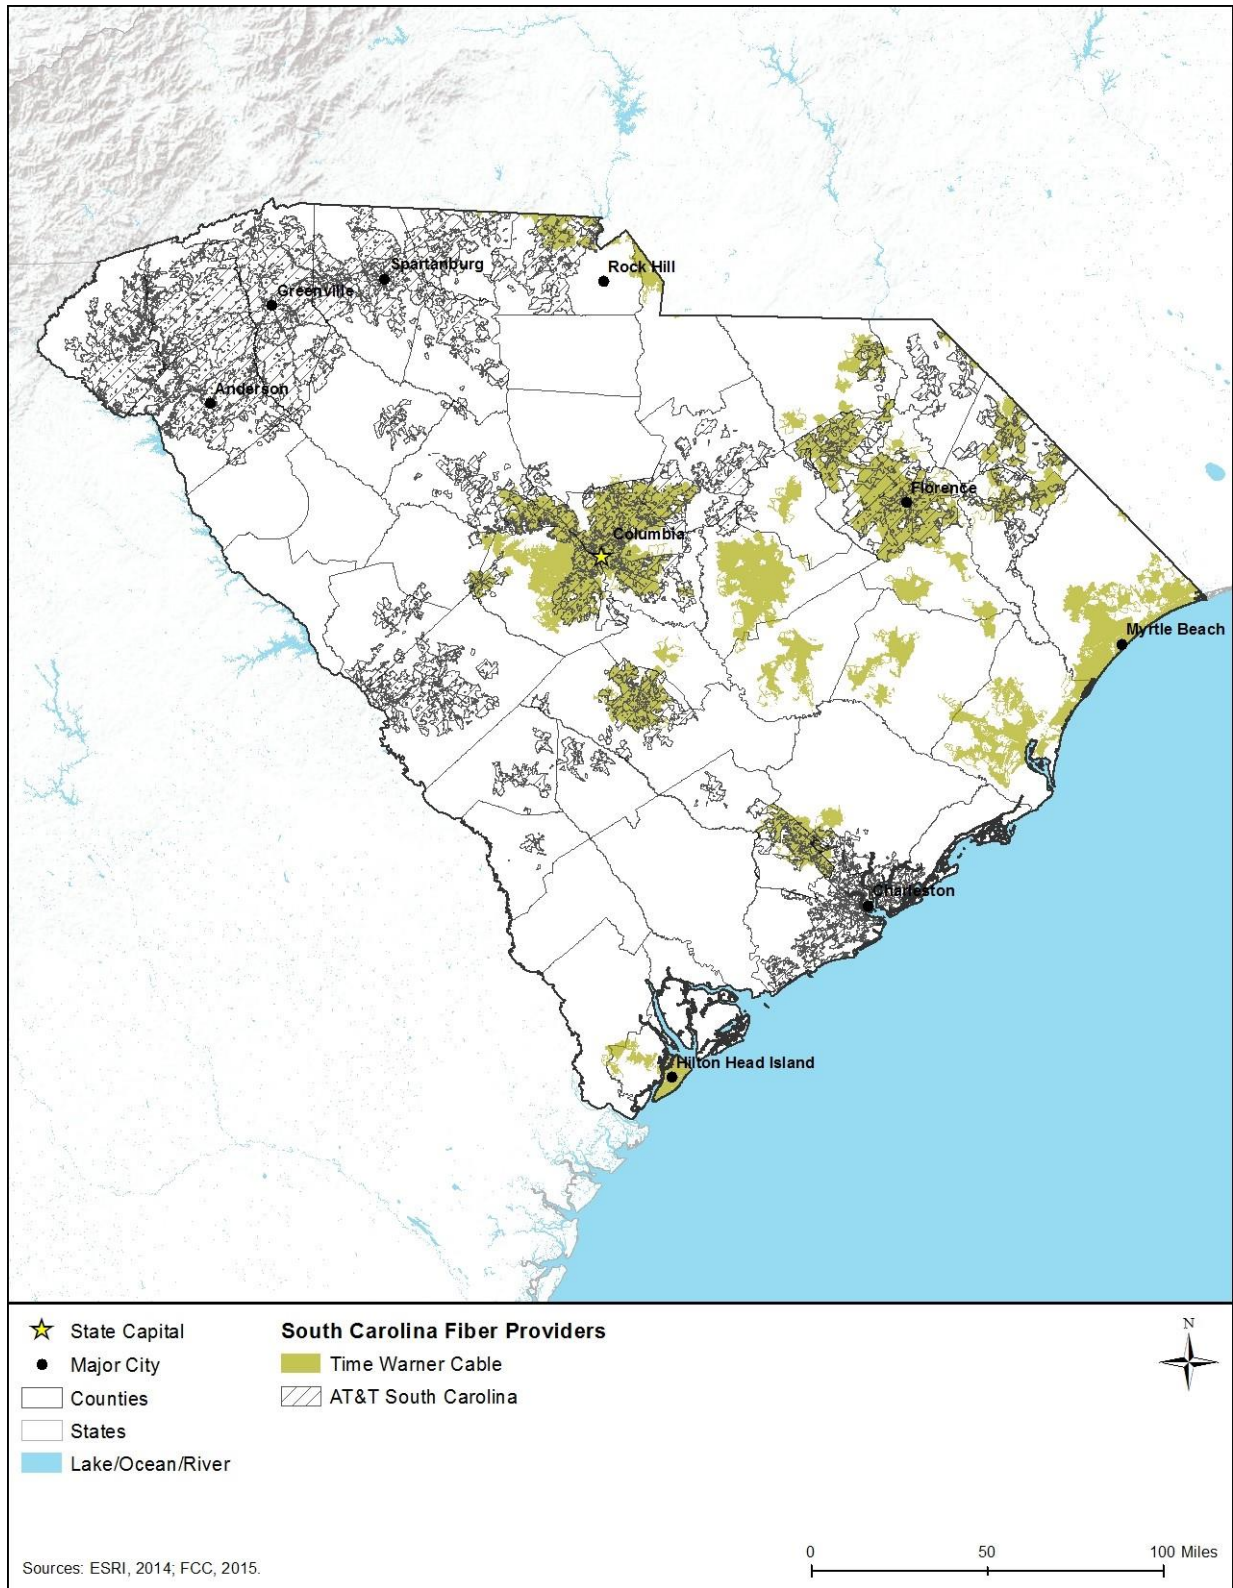 Spartanburg
Rock Hill
Greenville
Anderson
Florence
Columbia
Myrtle Beach
Charleston
Hilton Head Island
State Capital
Major City
Counties
States
Lake/Ocean/River
South Carolina Fiber Providers
Time Warner Cable
AT&T South Carolina
N
Sources: ESRI, 2014; FCC, 2015.
0 50 100 Miles